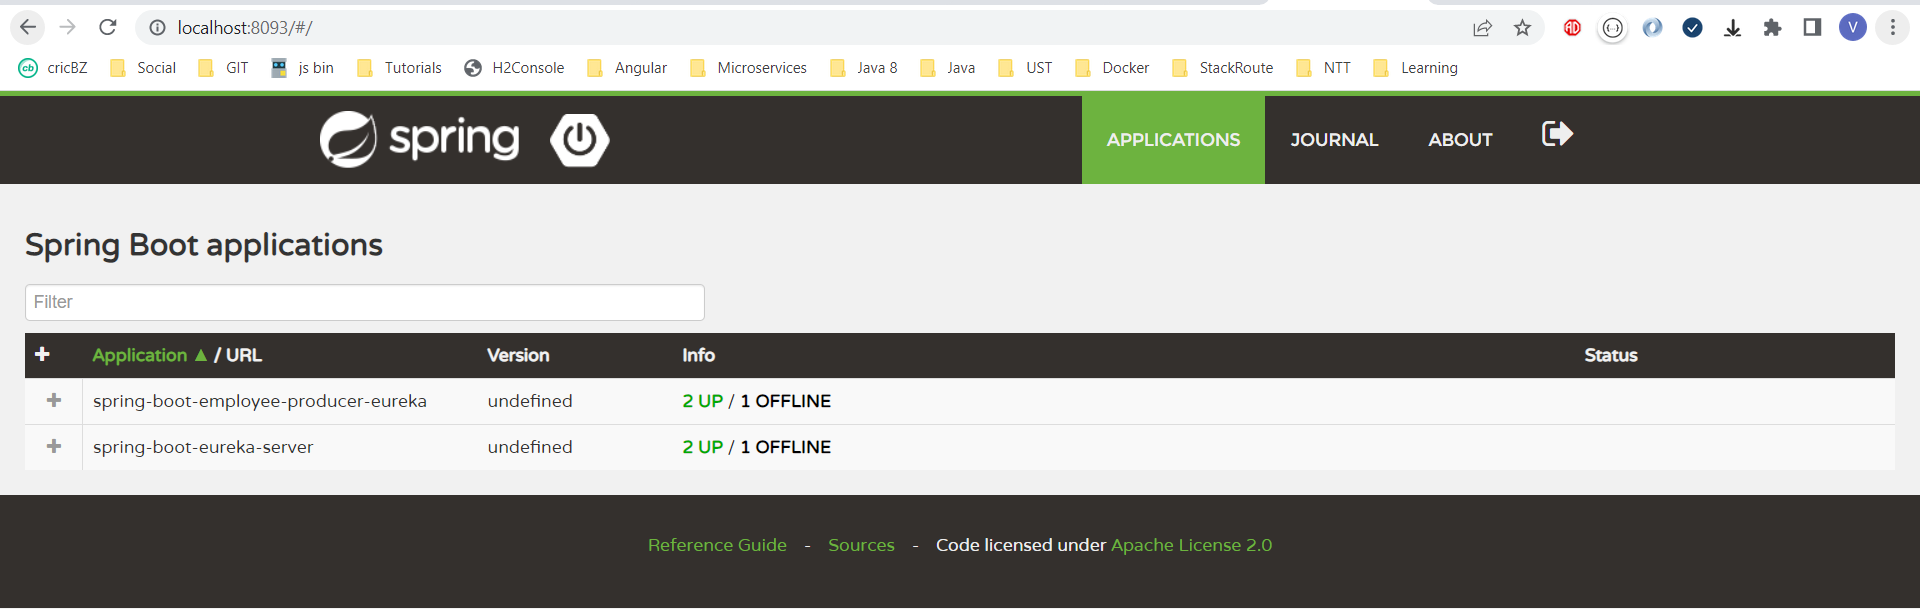 localhost:8093/#/
AD
{··}
V
cb cricBZ Social GIT js bin Tutorials H2Console Angular Microservices Java 8 Java UST Docker StackRoute NTT Learning
spring APPLICATIONS JOURNAL ABOUT
Spring Boot applications
Filter
Application ▲ / URL Version Info Status
spring-boot-employee-producer-eureka undefined 2 UP / 1 OFFLINE
spring-boot-eureka-server undefined 2 UP / 1 OFFLINE
Reference Guide - Sources - Code licensed under Apache License 2.0